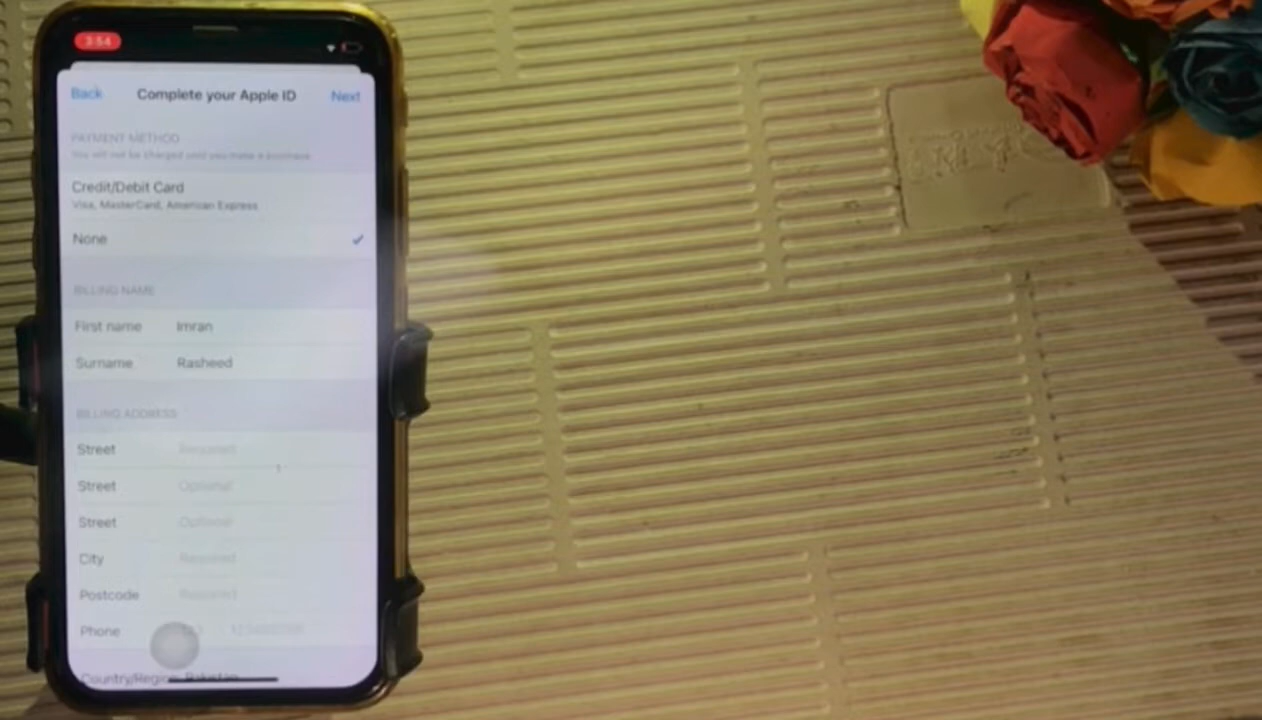 3:54
Back Complete your Apple ID Next
PAYMENT METHOD
You will not be charged until you make a purchase.
Credit/Debit Card
Visa, MasterCard, American Express
None
BILLING NAME
First name Imran
Surname Rasheed
BILLING ADDRESS
Street Required
Street Optional
Street Optional
City Required
Postcode Required
Phone
Country/Region Pakistan